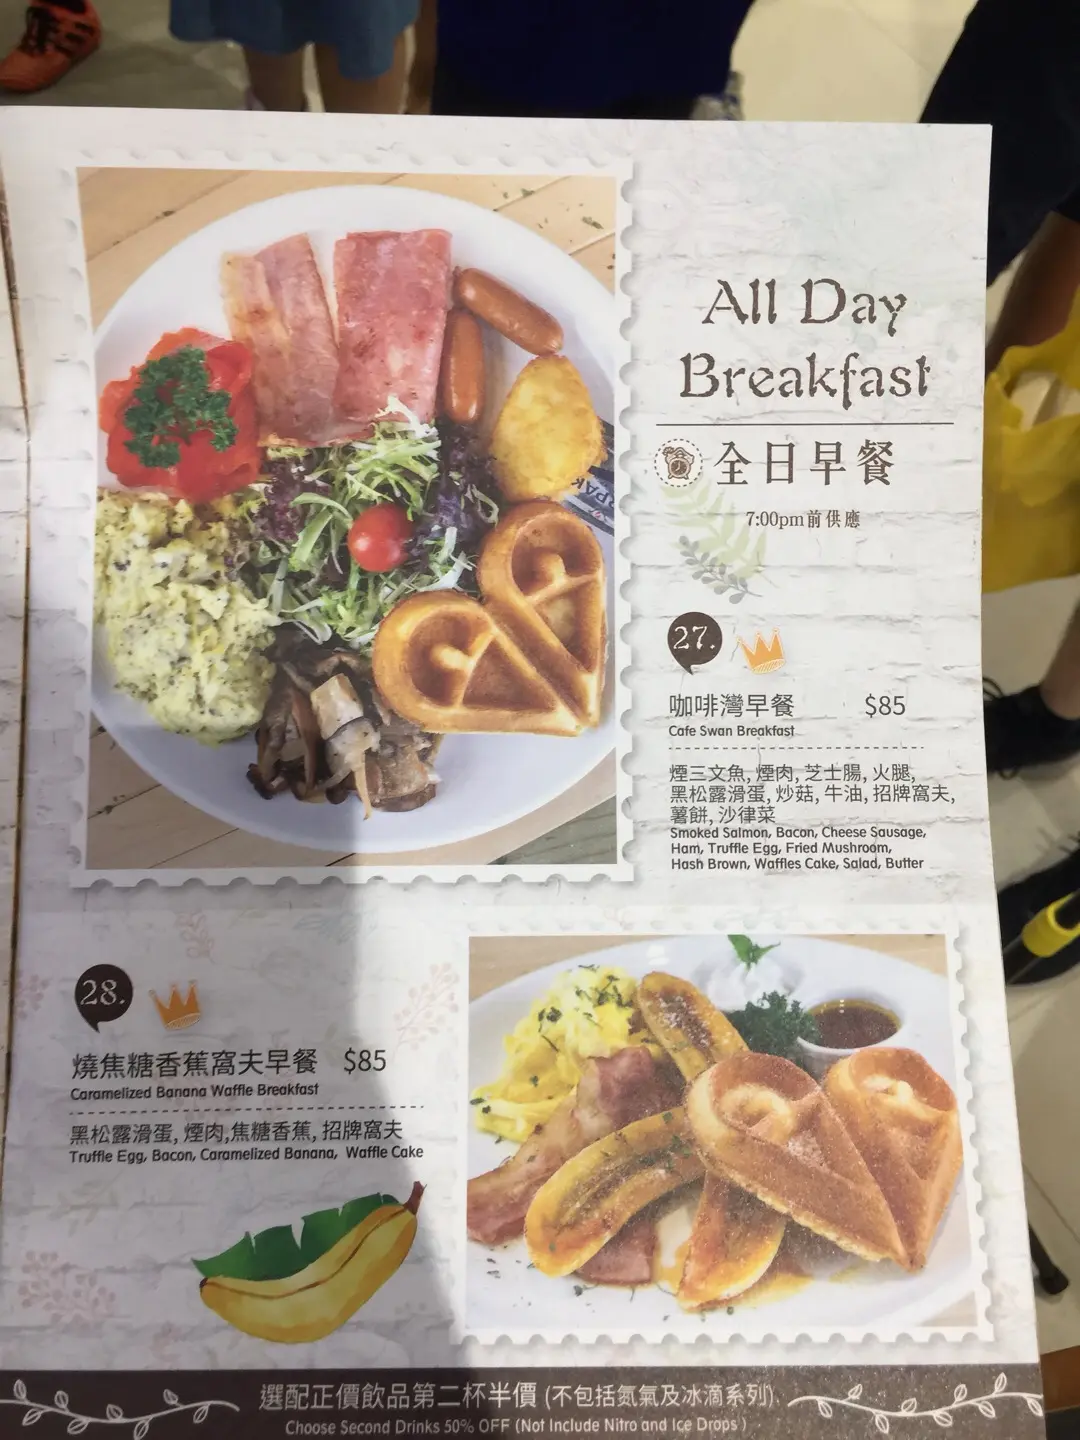 All Day
Breakfast
全日早餐
7:00pm前供應
27.
咖啡灣早餐 $85
Cafe Swan Breakfast
煙三文魚, 煙肉, 芝士腸, 火腿,
黑松露滑蛋, 炒菇, 牛油, 招牌窩夫,
薯餅, 沙律菜
Smoked Salmon, Bacon, Cheese Sausage,
Ham, Truffle Egg, Fried Mushroom,
Hash Brown, Waffles Cake, Salad, Butter
28.
燒焦糖香蕉窩夫早餐 $85
Caramelized Banana Waffle Breakfast
黑松露滑蛋, 煙肉,焦糖香蕉, 招牌窩夫
Truffle Egg, Bacon, Caramelized Banana, Waffle Cake
選配正價飲品第二杯半價 (不包括氮氣及冰滴系列)
Choose Second Drinks 50% OFF (Not Include Nitro and Ice Drops )